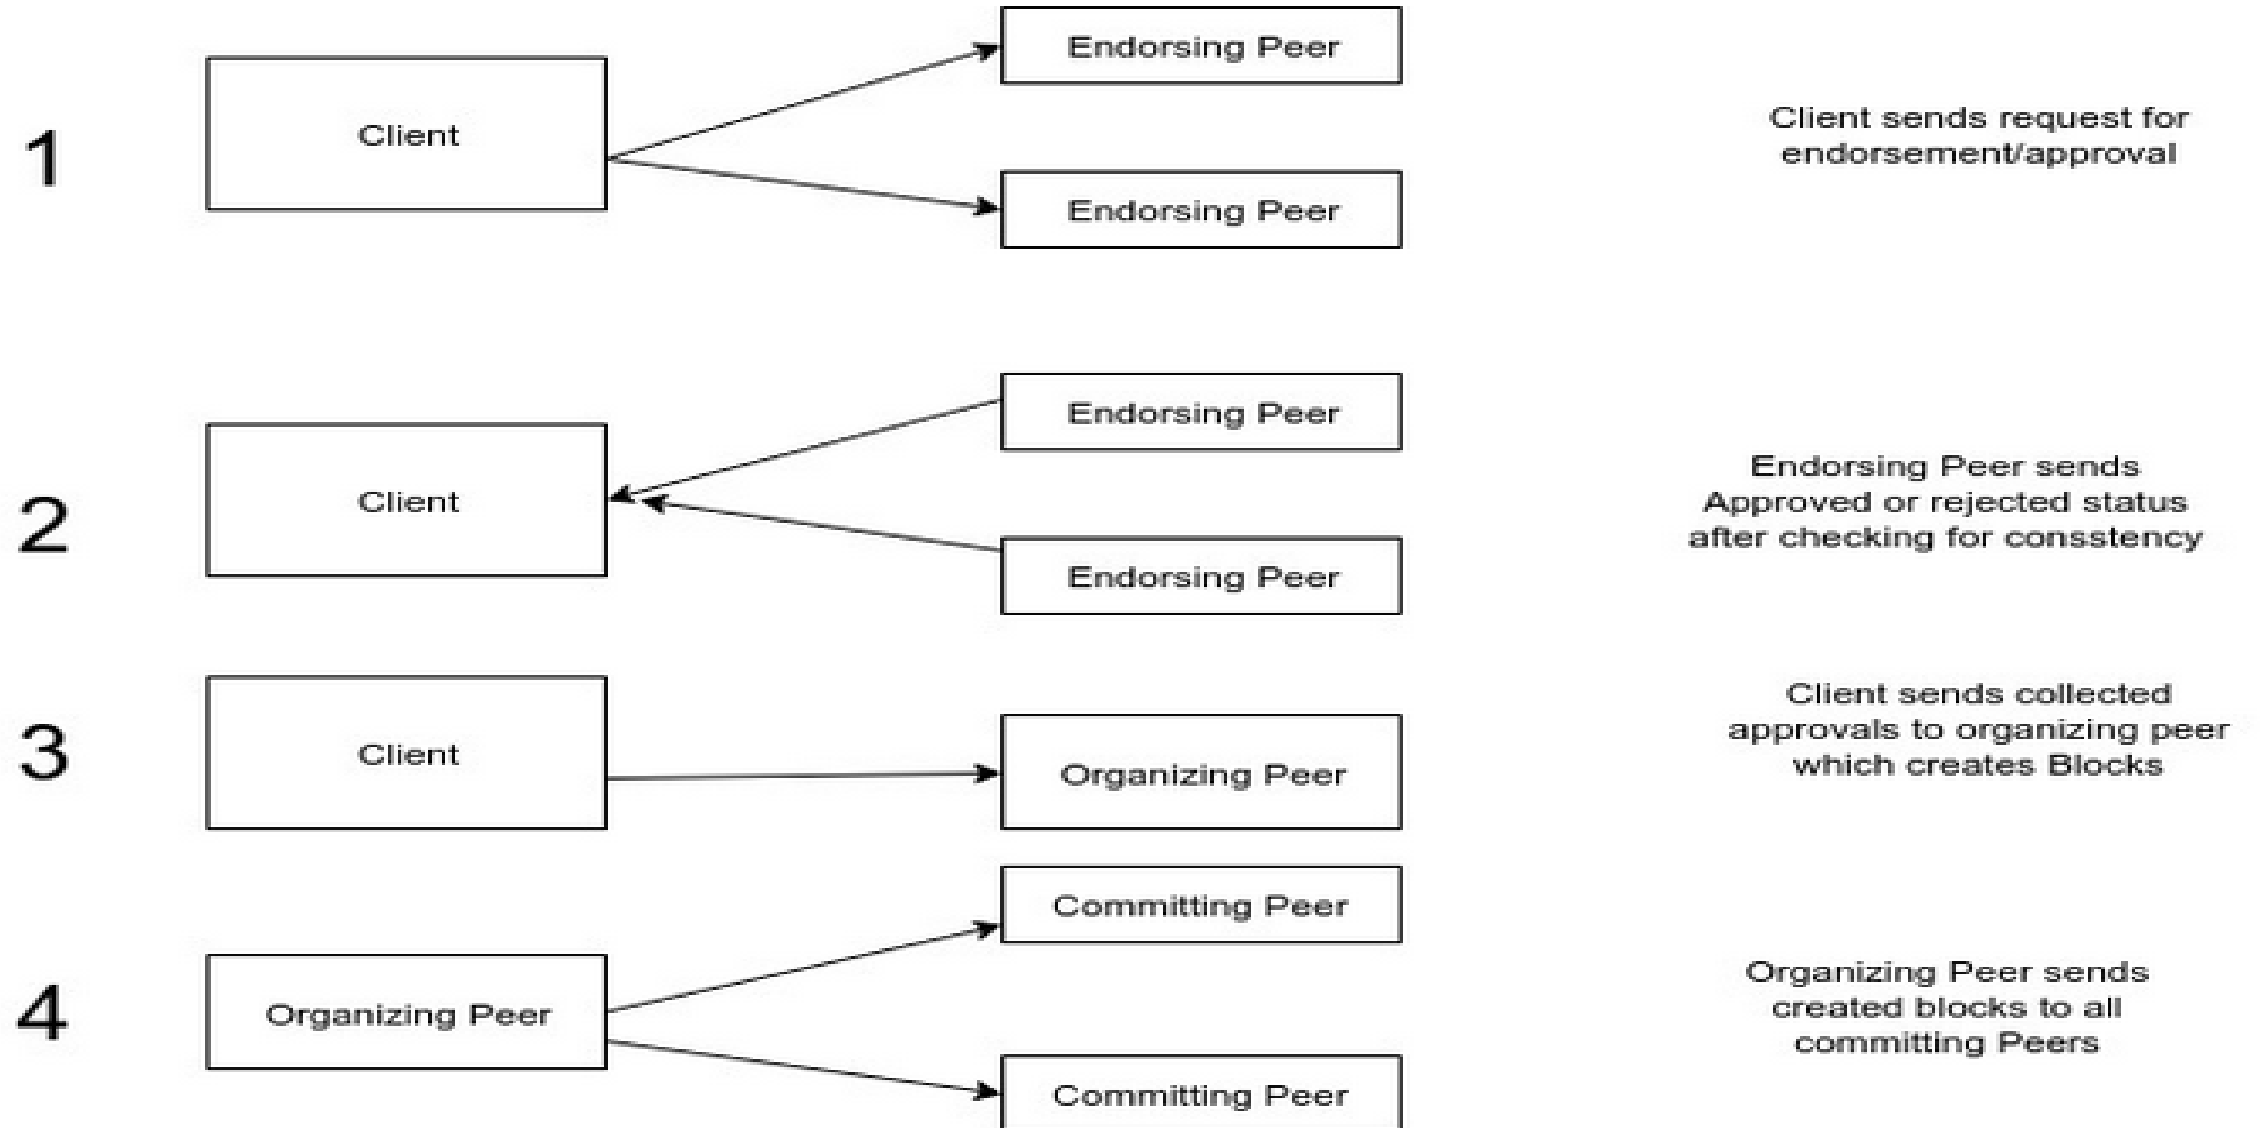 1
Client
Endorsing Peer
Endorsing Peer
Client sends request for
endorsement/approval
2
Client
Endorsing Peer
Endorsing Peer
Endorsing Peer sends
Approved or rejected status
after checking for consstency
3
Client
Organizing Peer
Client sends collected
approvals to organizing peer
which creates Blocks
4
Organizing Peer
Committing Peer
Committing Peer
Organizing Peer sends
created blocks to all
committing Peers